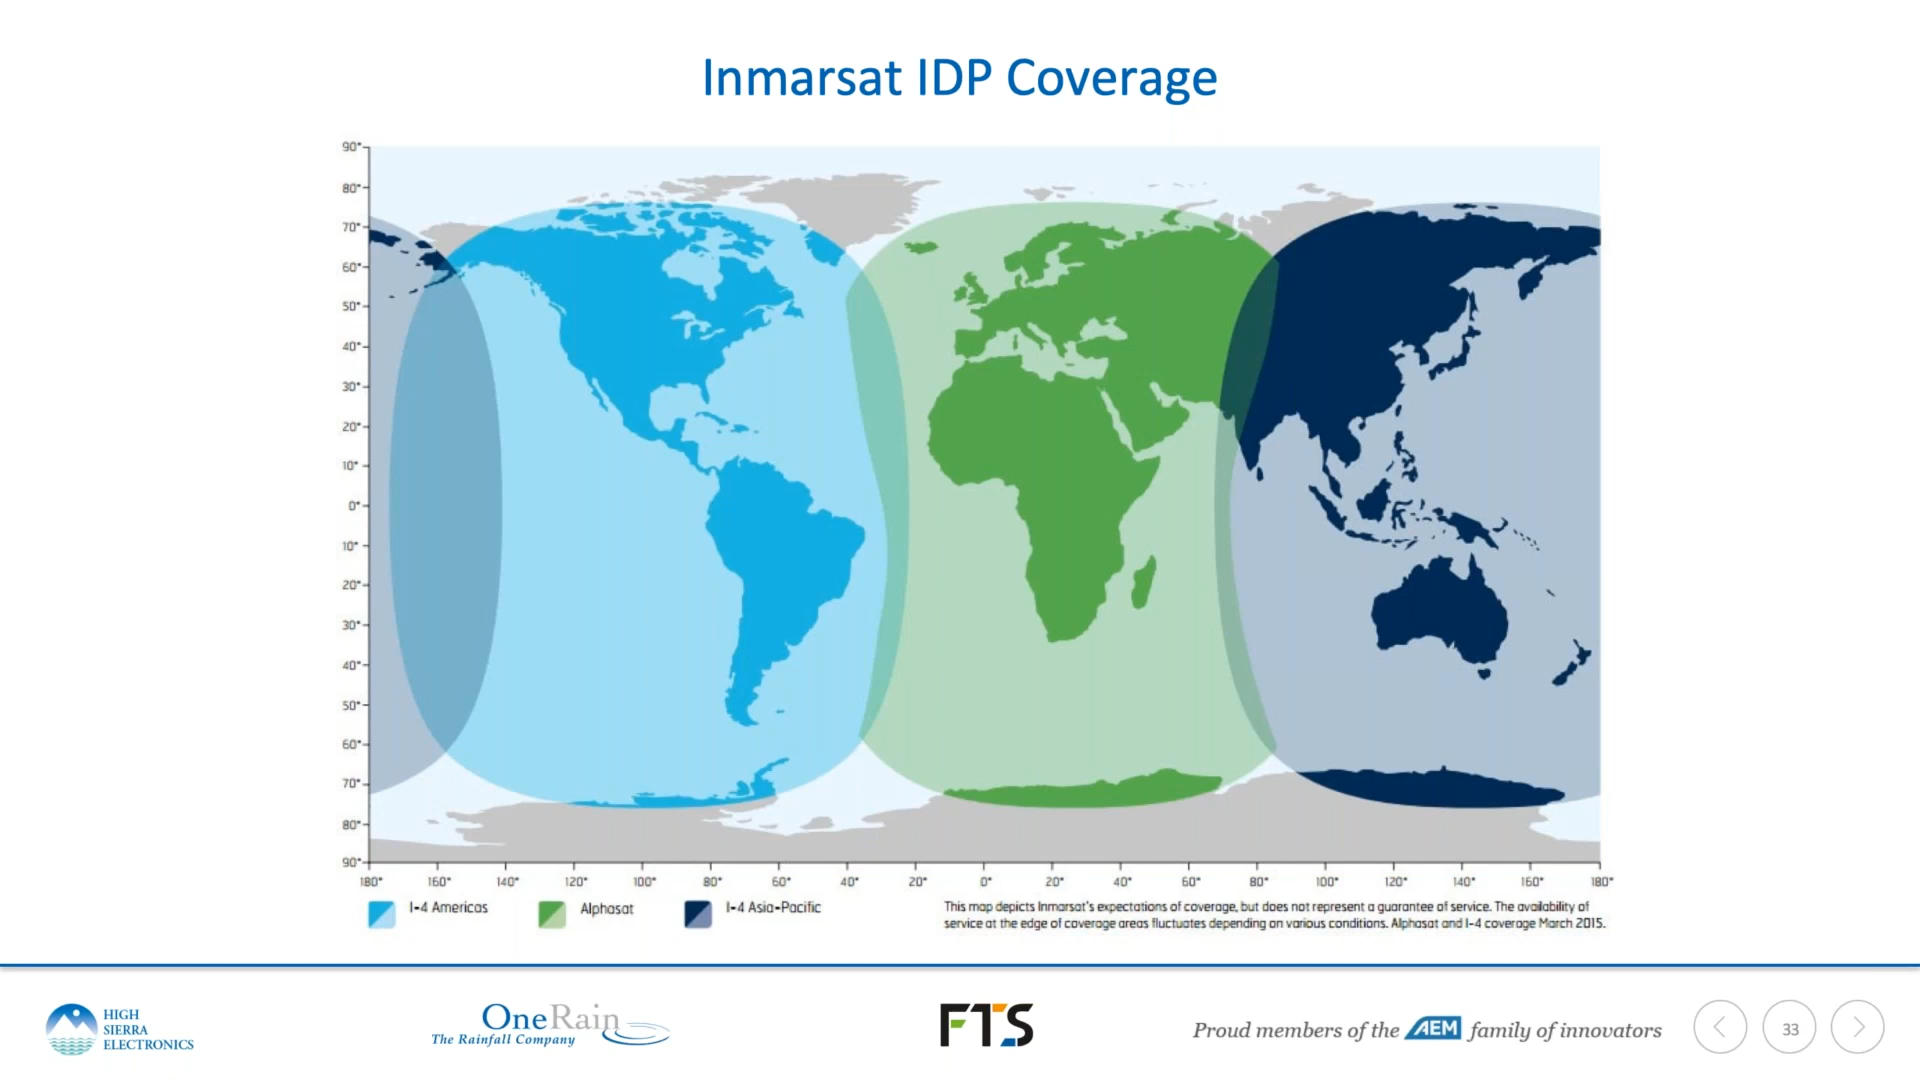 Inmarsat IDP Coverage
90°
80°
70°
60°
50°
40°
30°
20°
10°
0°
10°
20°
30°
40°
50°
60°
70°
80°
90°
180° 160° 140° 120° 100° 80° 60° 40° 20° 0° 20° 40° 60° 80° 100° 120° 140° 160° 180°
I-4 Americas Alphasat I-4 Asia-Pacific
This map depicts Inmarsat's expectations of coverage, but does not represent a guarantee of service. The availability of
service at the edge of coverage areas fluctuates depending on various conditions. Alphasat and I-4 coverage March 2015.
HIGH
SIERRA
ELECTRONICS
OneRain
The Rainfall Company
FTS
Proud members of the AEM family of innovators
33